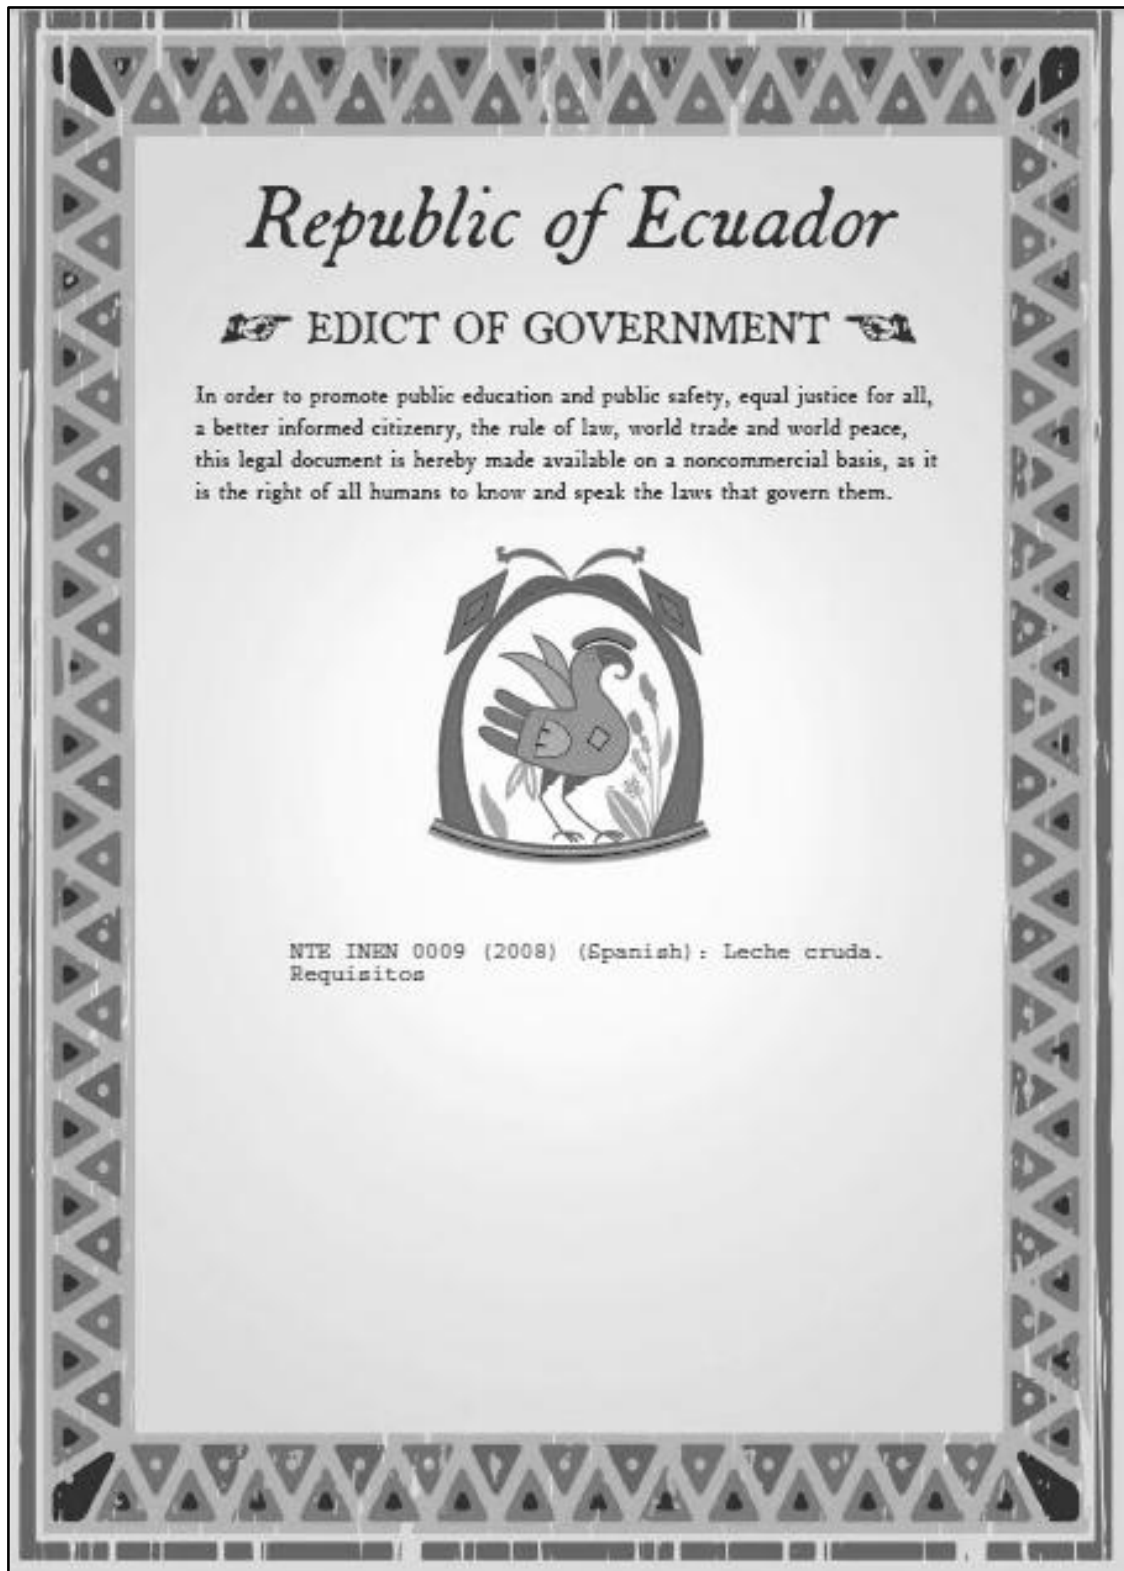 Republic of Ecuador
EDICT OF GOVERNMENT
In order to promote public education and public safety, equal justice for all,
a better informed citizenry, the rule of law, world trade and world peace,
this legal document is hereby made available on a noncommercial basis, as it
is the right of all humans to know and speak the laws that govern them.
NTE INEN 0009 (2008) (Spanish): Leche cruda.
Requisitos